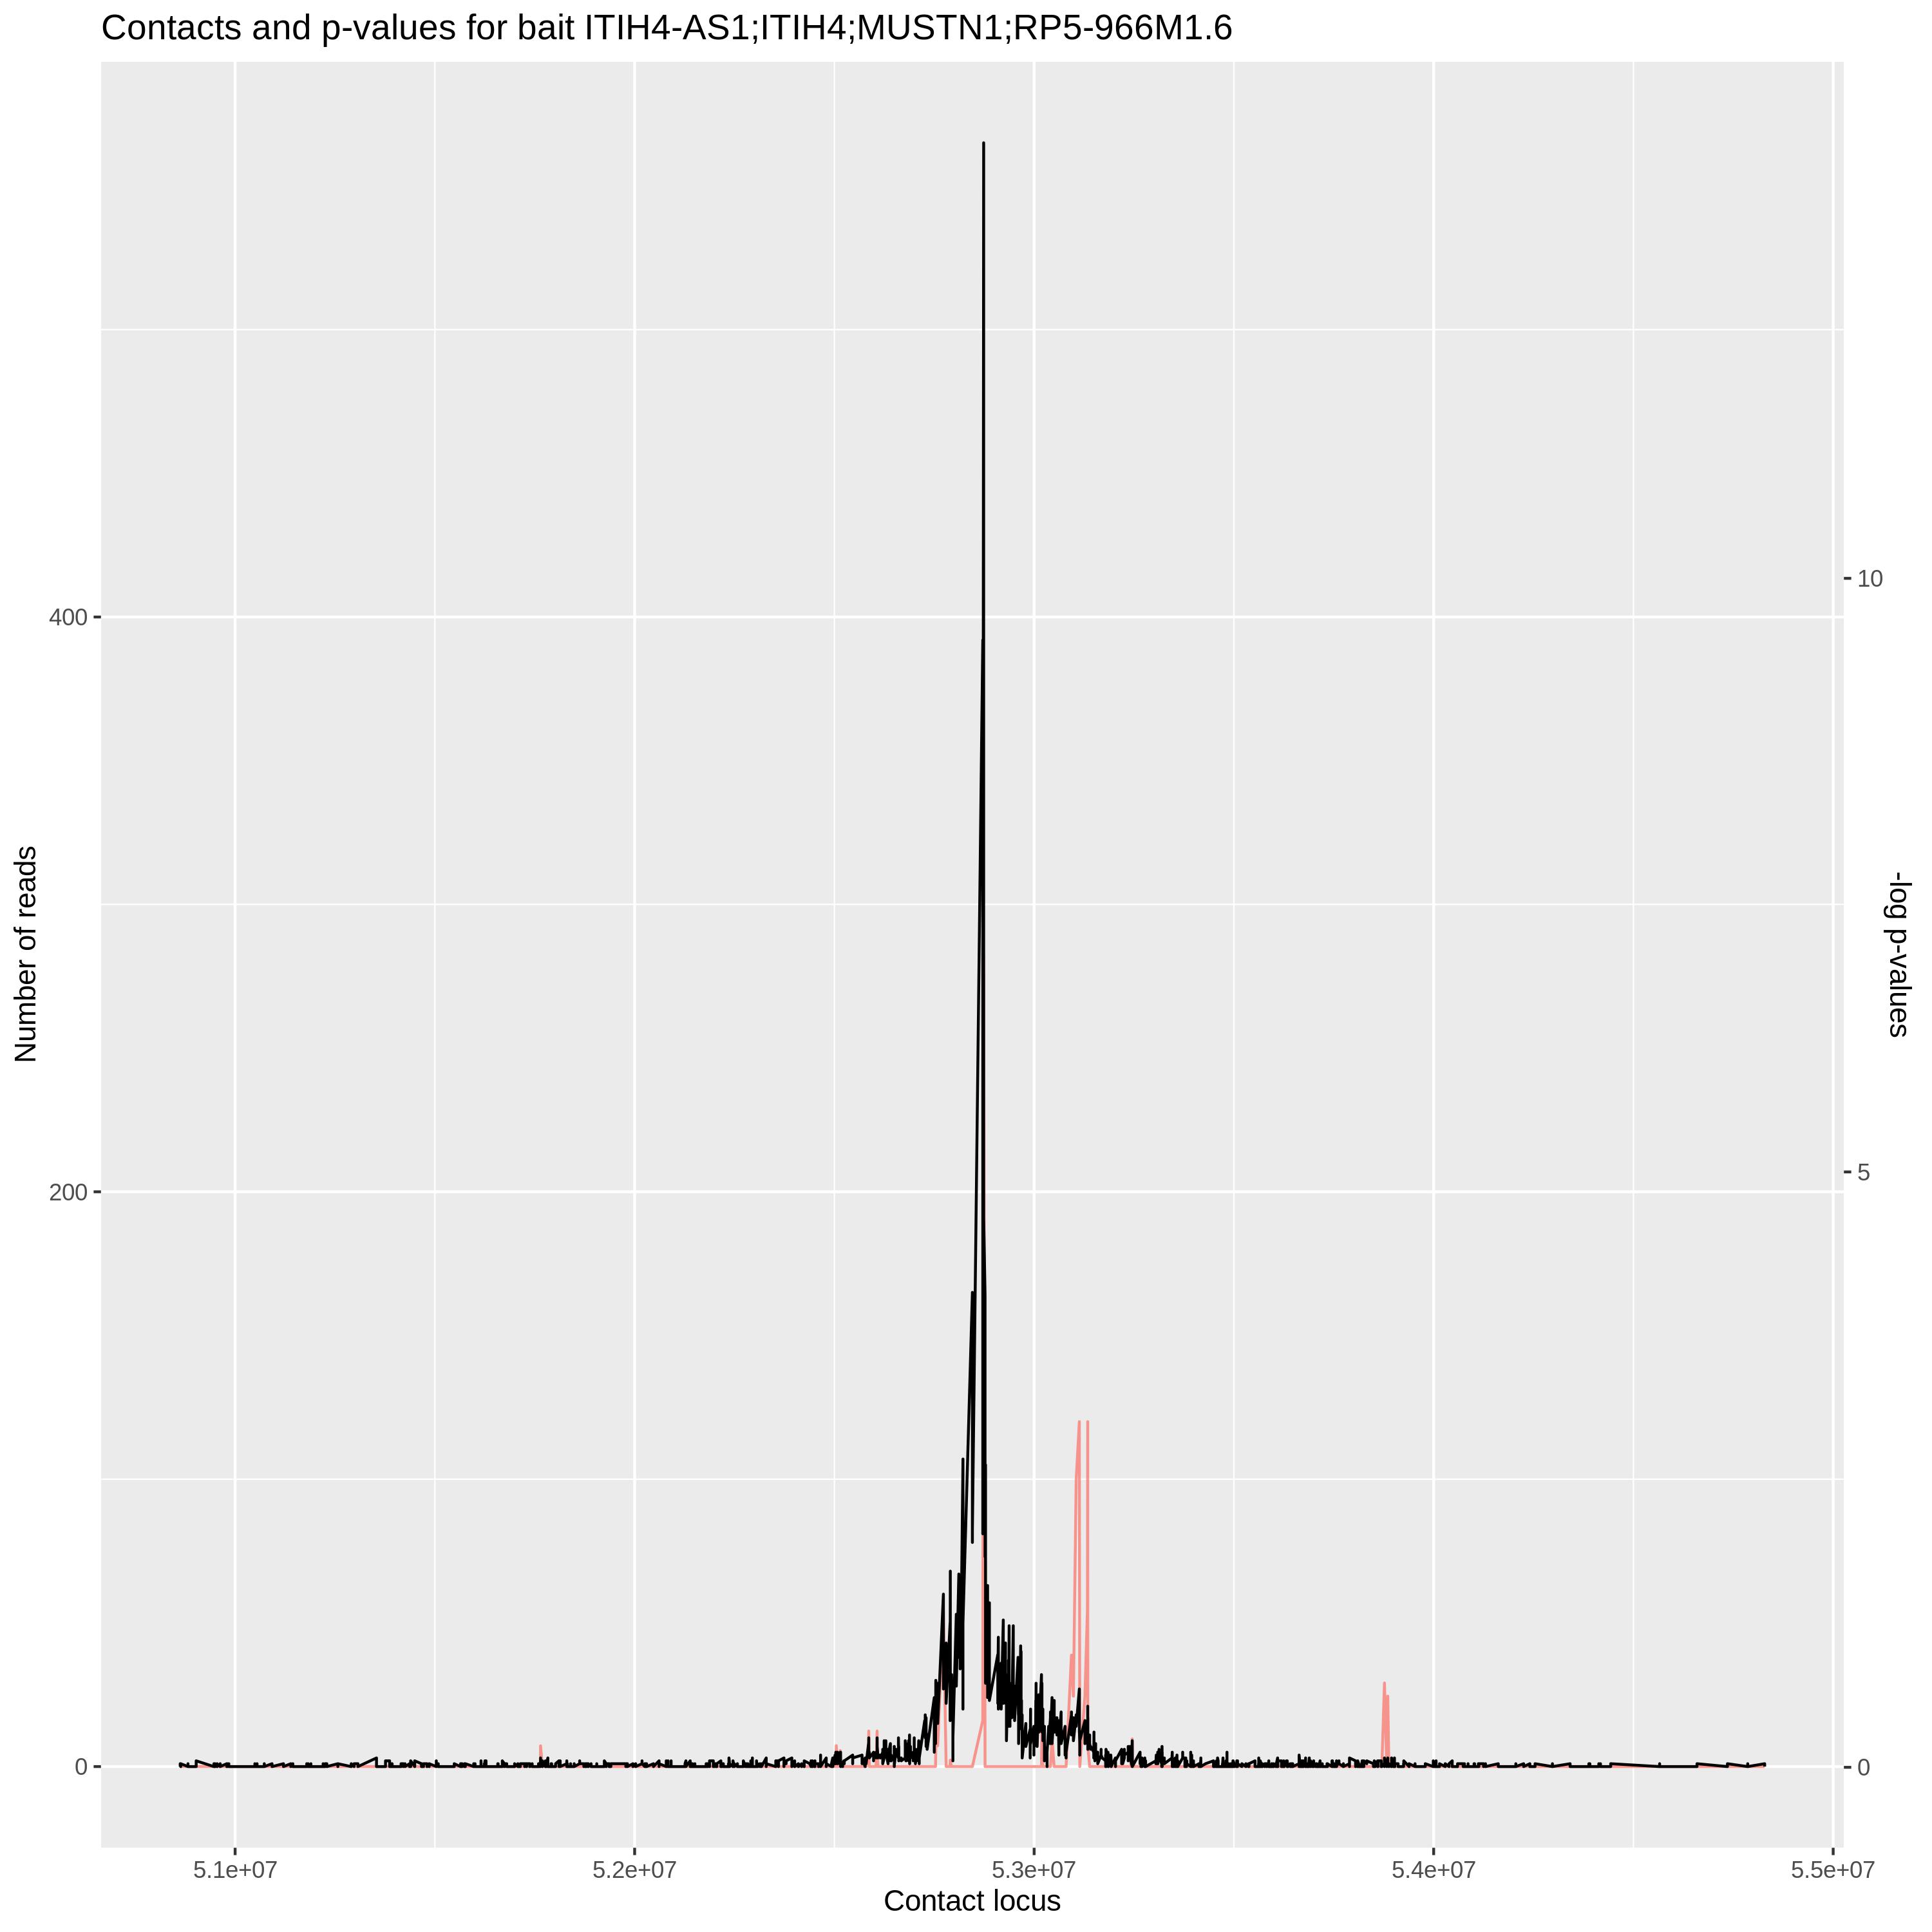 Contacts and p-values for bait ITIH4-AS1;ITIH4;MUSTN1;RP5-966M1.6
Number of reads
400
200
0
10
5
0
-log p-values
5.1e+07
5.2e+07
5.3e+07
5.4e+07
5.5e+07
Contact locus